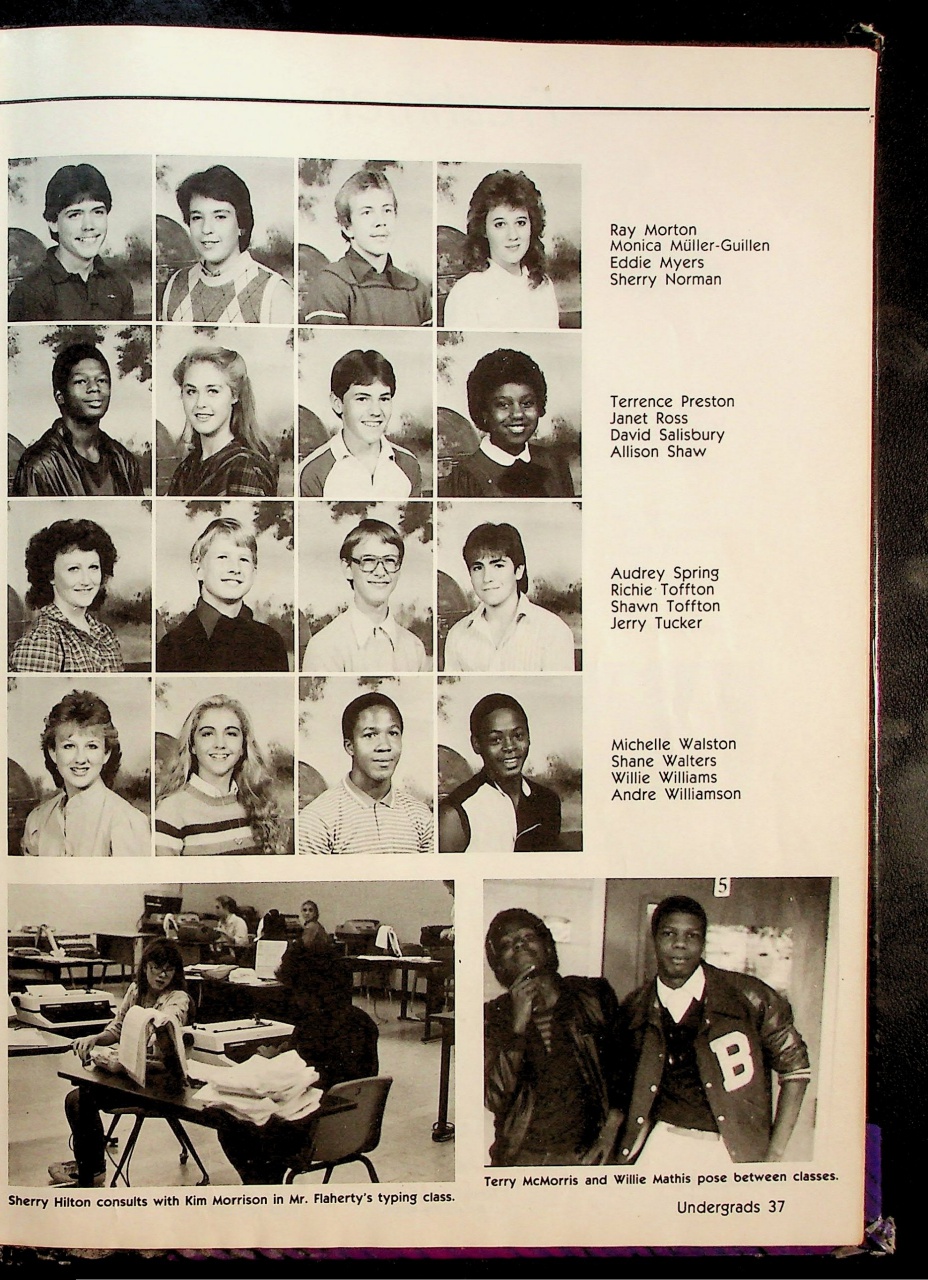 Ray Morton
Monica Müller-Guillen
Eddie Myers
Sherry Norman
Terrence Preston
Janet Ross
David Salisbury
Allison Shaw
Audrey Spring
Richie Toffton
Shawn Toffton
Jerry Tucker
Michelle Walston
Shane Walters
Willie Williams
Andre Williamson
5
B
Sherry Hilton consults with Kim Morrison in Mr. Flaherty's typing class.
Terry McMorris and Willie Mathis pose between classes.
Undergrads 37